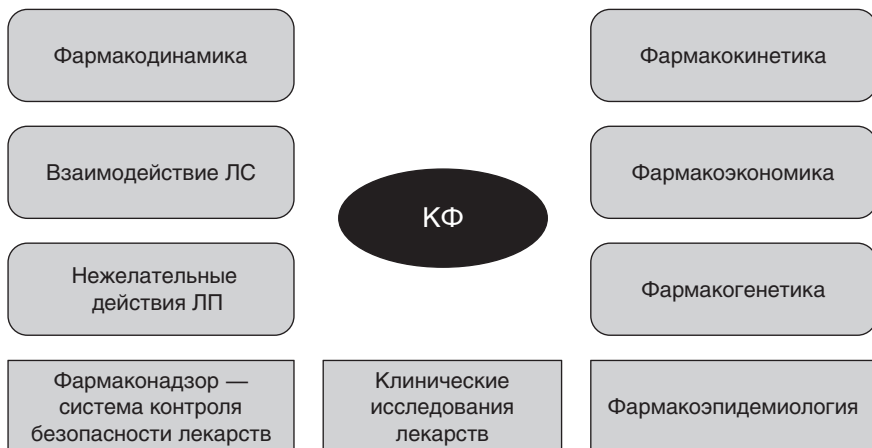 Фармакодинамика
Фармакокинетика
Взаимодействие ЛС
Фармакоэкономика
КФ
Нежелательные
действия ЛП
Фармакогенетика
Фармаконадзор —
система контроля
безопасности лекарств
Клинические
исследования
лекарств
Фармакоэпидемиология